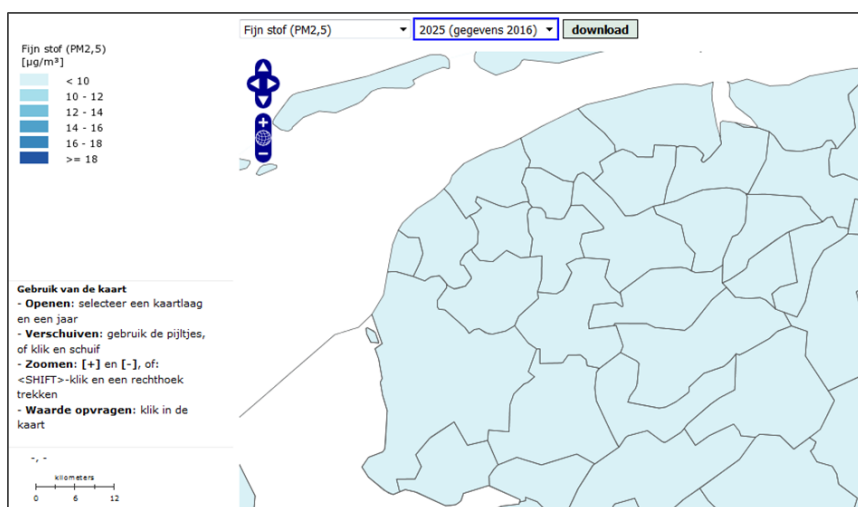 Fijn stof (PM2,5)
2025 (gegevens 2016)
download
Fijn stof (PM2,5)
[µg/m³]
< 10
10 - 12
12 - 14
14 - 16
16 - 18
>= 18
Gebruik van de kaart
- Openen: selecteer een kaartlaag
en een jaar
- Verschuiven: gebruik de pijltjes,
of klik en schuif
- Zoomen: [+] en [-], of:
<SHIFT>-klik en een rechthoek
trekken
- Waarde opvragen: klik in de
kaart
-, -
kilometers
0 6 12